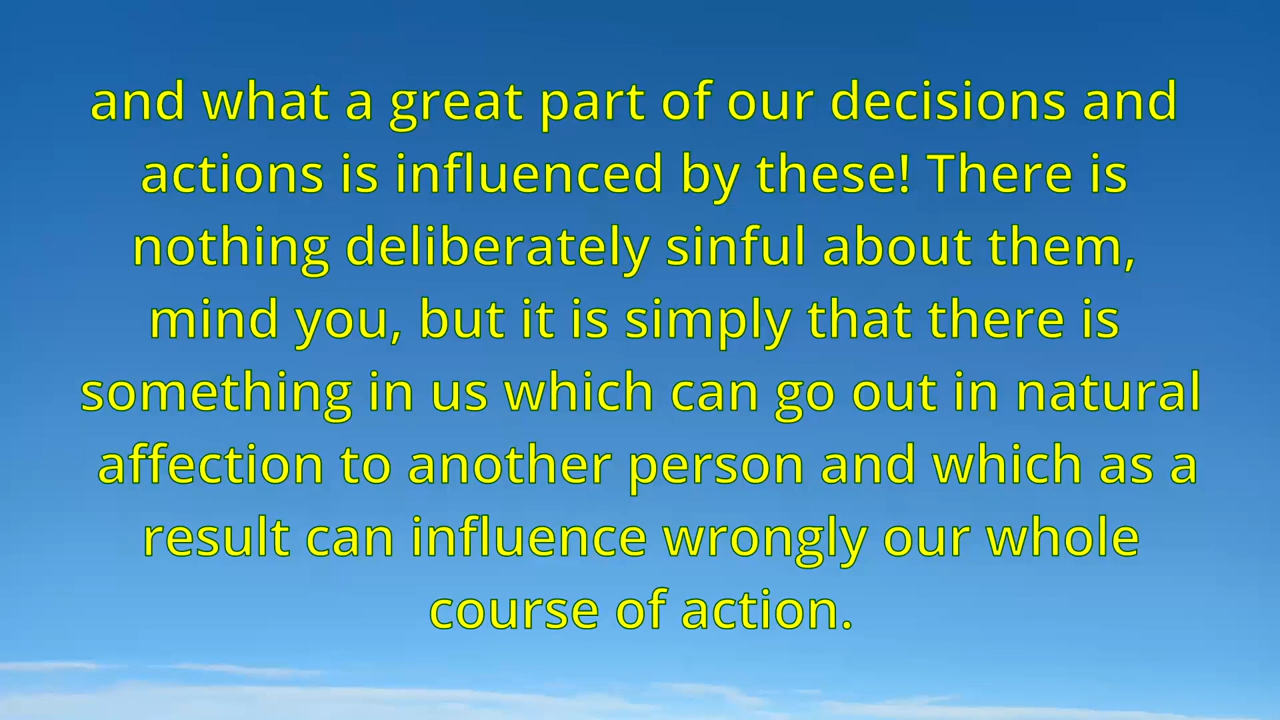 and what a great part of our decisions and
actions is influenced by these! There is
nothing deliberately sinful about them,
mind you, but it is simply that there is
something in us which can go out in natural
affection to another person and which as a
result can influence wrongly our whole
course of action.